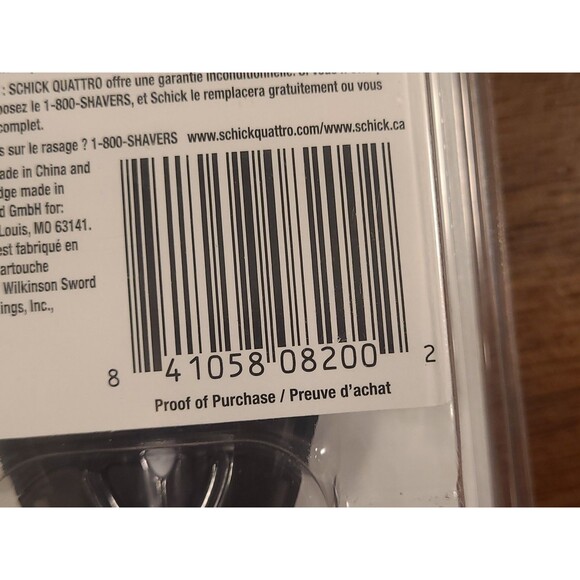 : SCHICK QUATTRO offre une garantie inconditionnelle. Si vous
posez le 1-800-SHAVERS, et Schick le remplacera gratuitement ou vous
complet.
s sur le rasage ? 1-800-SHAVERS www.schickquattro.com/www.schick.ca
ade in China and
dge made in
d GmbH for:
Louis, MO 63141.
est fabriqué en
artouche
Wilkinson Sword
ings, Inc.,
8 41058 08200 2
Proof of Purchase / Preuve d'achat